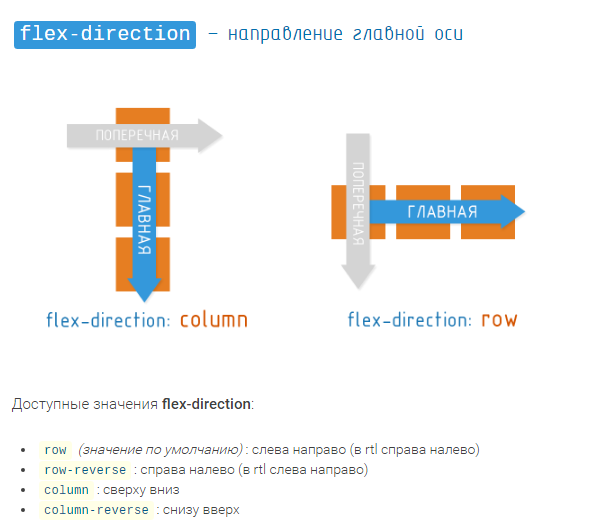 flex-direction – направление главной оси
ПОПЕРЕЧНАЯ
ГЛАВНАЯ
flex-direction: column
ПОПЕРЕЧНАЯ
ГЛАВНАЯ
flex-direction: row
Доступные значения flex-direction:
• row (значение по умолчанию) : слева направо (в rtl справа налево)
• row-reverse : справа налево (в rtl слева направо)
• column : сверху вниз
• column-reverse : снизу вверх